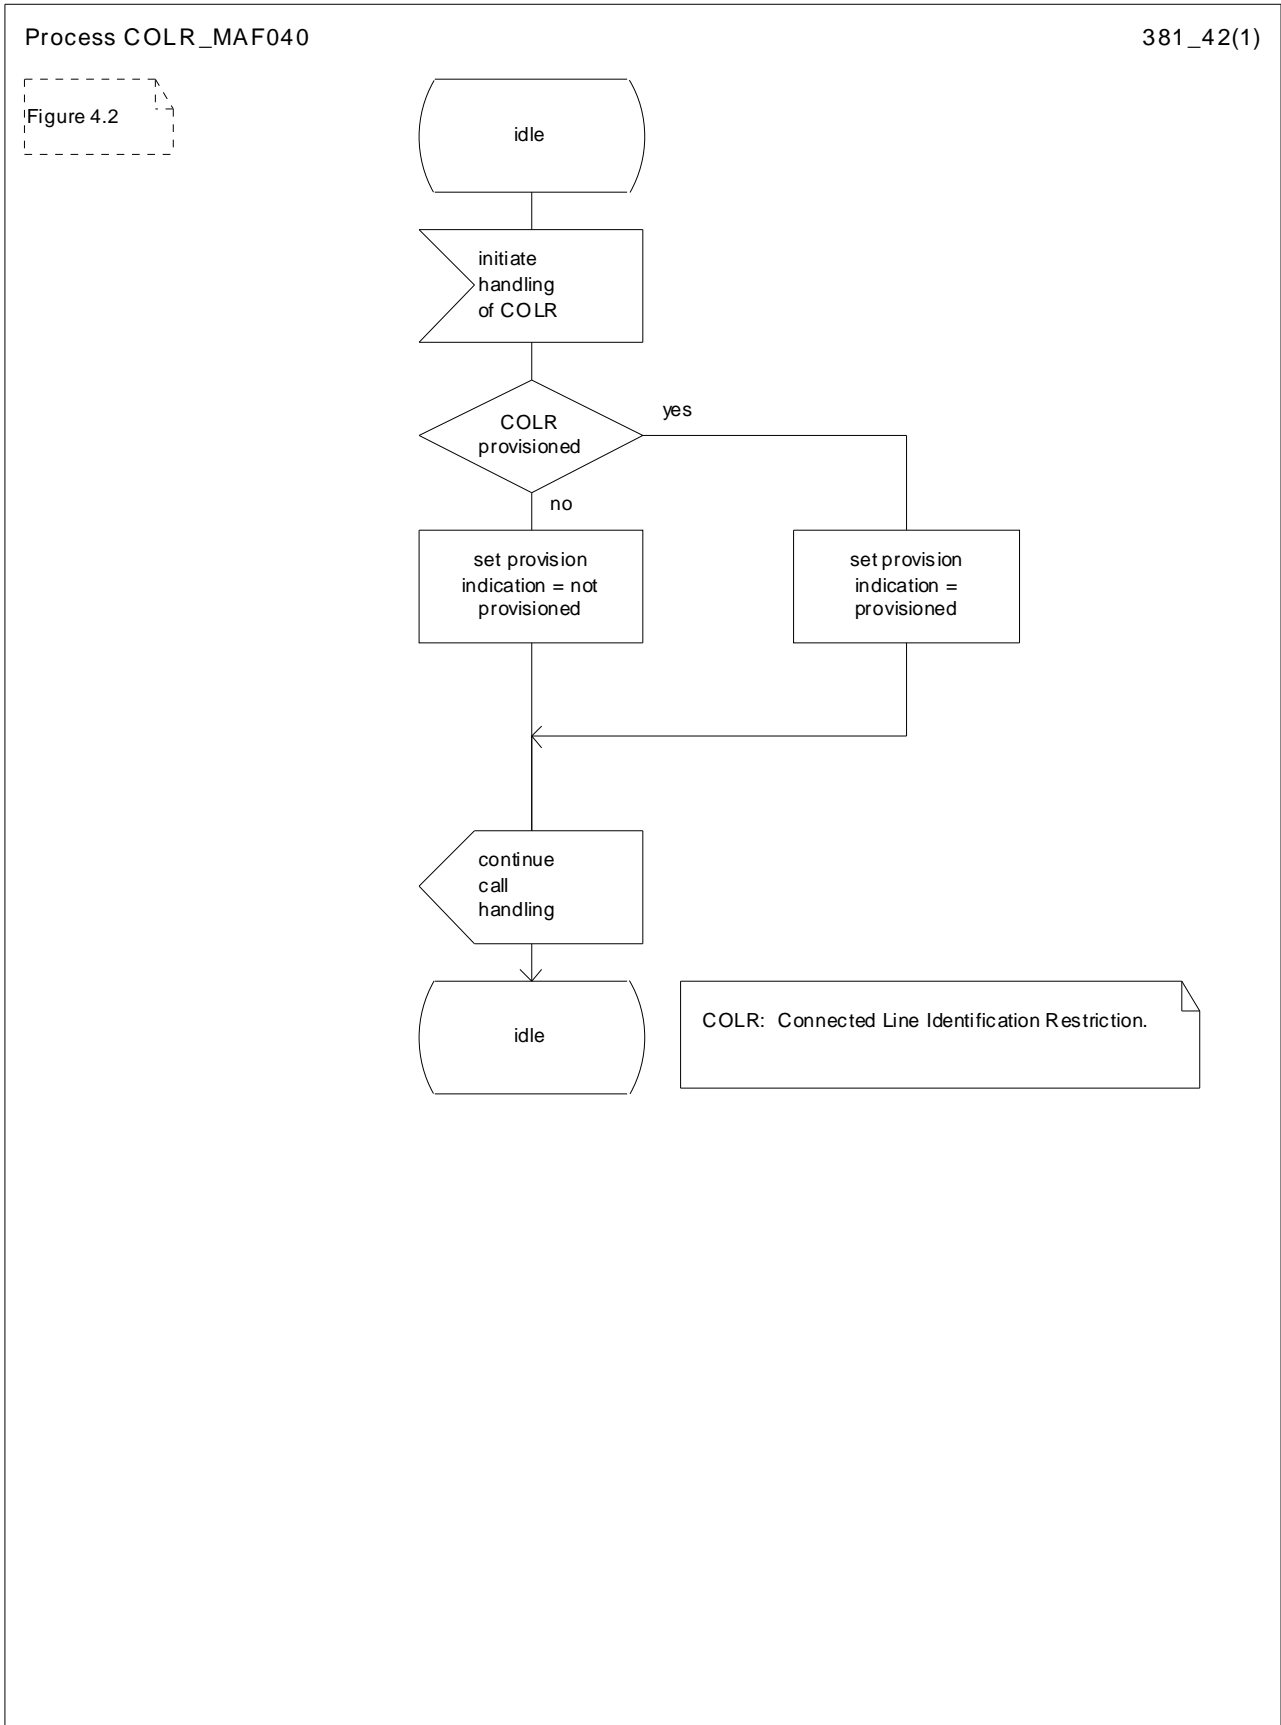 Process COLR_MAF040
381_42(1)
Figure 4.2
idle
initiate
handling
of COLR
COLR
provisioned
yes
no
set provision
indication = not
provisioned
set provision
indication =
provisioned
continue
call
handling
idle
COLR: Connected Line Identification Restriction.